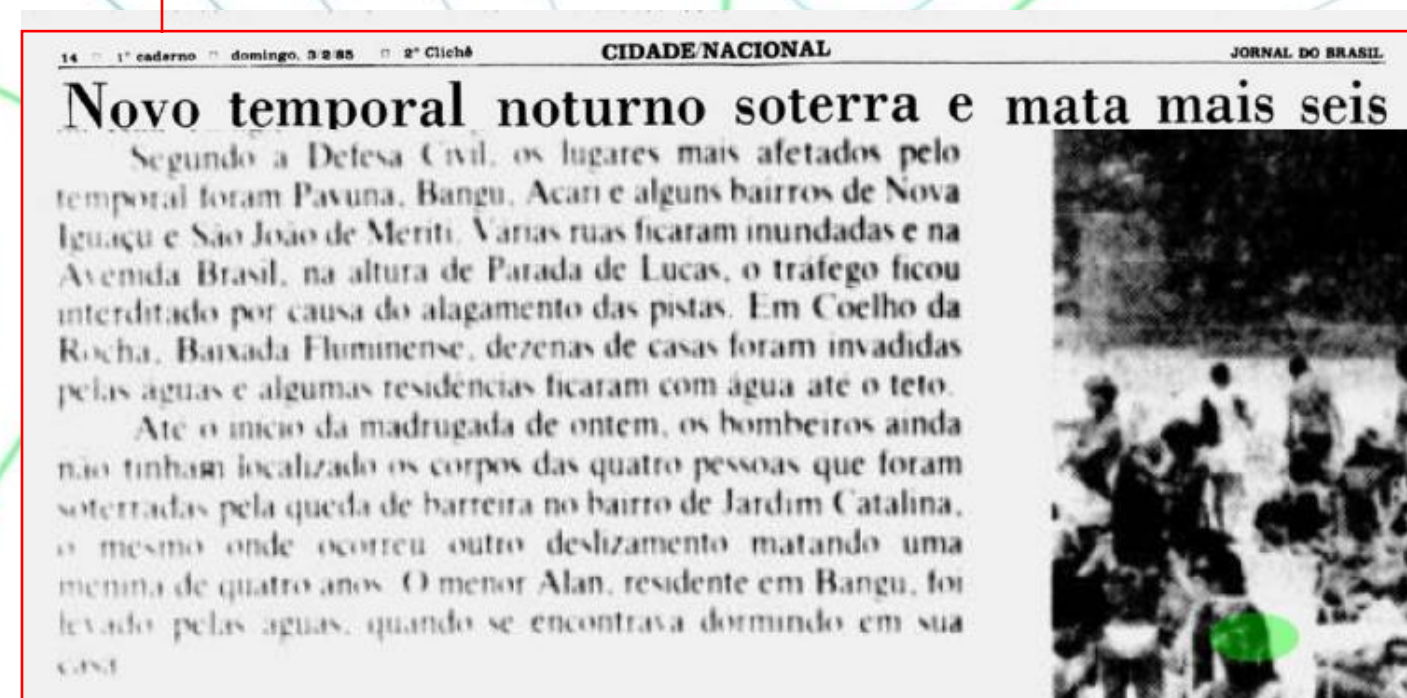 14 □ 1º caderno □ domingo, 3/2/85 □ 2º Clichê CIDADE/NACIONAL JORNAL DO BRASIL
Novo temporal noturno soterra e mata mais seis
Segundo a Defesa Civil, os lugares mais afetados pelo
temporal foram Pavuna, Bangu, Acari e alguns bairros de Nova
Iguaçu e São João de Meriti. Várias ruas ficaram inundadas e na
Avenida Brasil, na altura de Parada de Lucas, o tráfego ficou
interditado por causa do alagamento das pistas. Em Coelho da
Rocha, Baixada Fluminense, dezenas de casas foram invadidas
pelas águas e algumas residências ficaram com água até o teto.
Até o início da madrugada de ontem, os bombeiros ainda
não tinham localizado os corpos das quatro pessoas que foram
soterradas pela queda de barreira no bairro de Jardim Catalina,
o mesmo onde ocorreu outro deslizamento matando uma
menina de quatro anos. O menor Alan, residente em Bangu, foi
levado pelas águas, quando se encontrava dormindo em sua
casa